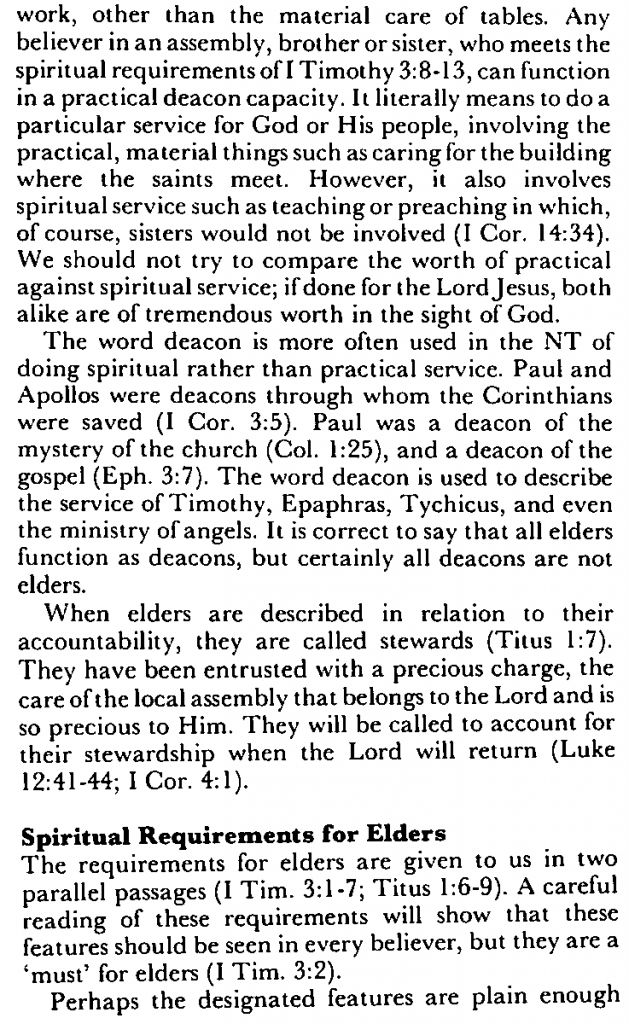 work, other than the material care of tables. Any
believer in an assembly, brother or sister, who meets the
spiritual requirements of I Timothy 3:8-13, can function
in a practical deacon capacity. It literally means to do a
particular service for God or His people, involving the
practical, material things such as caring for the building
where the saints meet. However, it also involves
spiritual service such as teaching or preaching in which,
of course, sisters would not be involved (I Cor. 14:34).
We should not try to compare the worth of practical
against spiritual service; if done for the Lord Jesus, both
alike are of tremendous worth in the sight of God.
The word deacon is more often used in the NT of
doing spiritual rather than practical service. Paul and
Apollos were deacons through whom the Corinthians
were saved (I Cor. 3:5). Paul was a deacon of the
mystery of the church (Col. 1:25), and a deacon of the
gospel (Eph. 3:7). The word deacon is used to describe
the service of Timothy, Epaphras, Tychicus, and even
the ministry of angels. It is correct to say that all elders
function as deacons, but certainly all deacons are not
elders.
When elders are described in relation to their
accountability, they are called stewards (Titus 1:7).
They have been entrusted with a precious charge, the
care of the local assembly that belongs to the Lord and is
so precious to Him. They will be called to account for
their stewardship when the Lord will return (Luke
12:41-44; I Cor. 4:1).
Spiritual Requirements for Elders
The requirements for elders are given to us in two
parallel passages (I Tim. 3:1-7; Titus 1:6-9). A careful
reading of these requirements will show that these
features should be seen in every believer, but they are a
‘must’ for elders (I Tim. 3:2).
Perhaps the designated features are plain enough